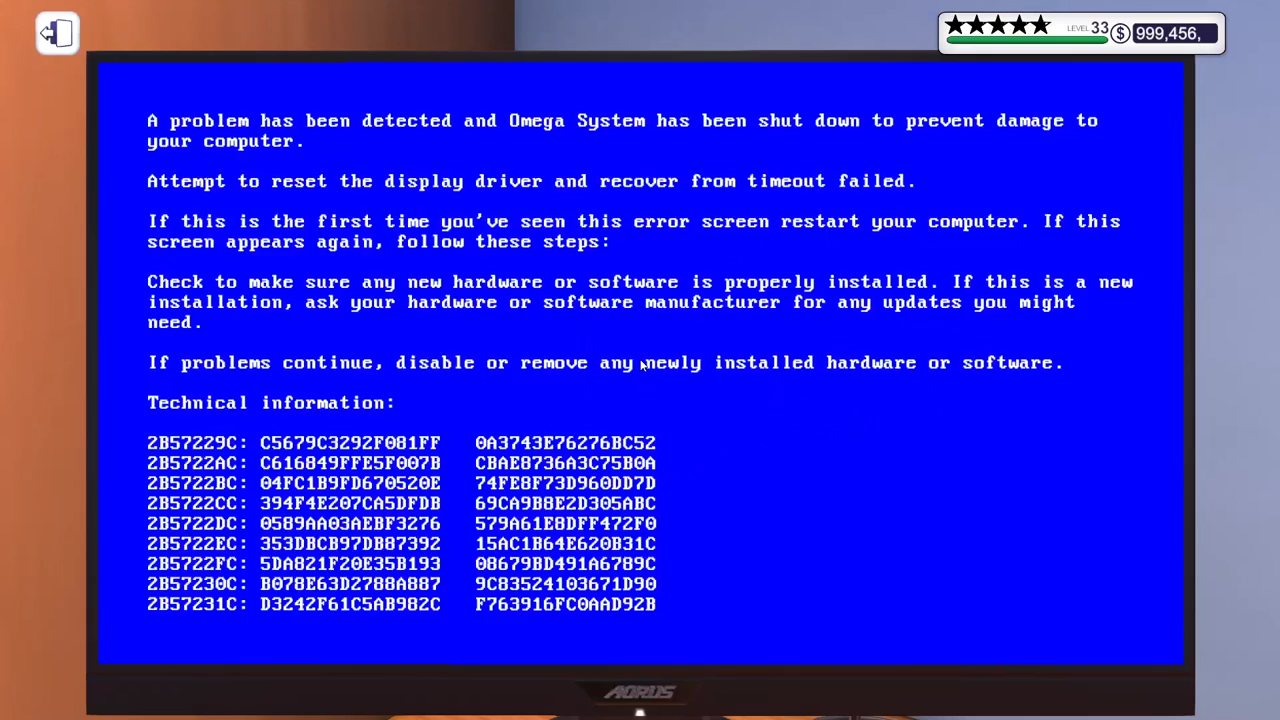 LEVEL 33 $ 999,456,
A problem has been detected and Omega System has been shut down to prevent damage to
your computer.
Attempt to reset the display driver and recover from timeout failed.
If this is the first time you've seen this error screen restart your computer. If this
screen appears again, follow these steps:
Check to make sure any new hardware or software is properly installed. If this is a new
installation, ask your hardware or software manufacturer for any updates you might
need.
If problems continue, disable or remove any newly installed hardware or software.
Technical information:
2B57229C: C5679C3292F081FF 0A3743E76276BC52
2B5722AC: C616849FFE5F007B CBAE8736A3C75B0A
2B5722BC: 04FC1B9FD670520E 74FE8F73D960DD7D
2B5722CC: 394F4E207CA5DFDB 69CA9B8E2D305ABC
2B5722DC: 0589AA03AEBF3276 579A61E8DFF472F0
2B5722EC: 353DBCB97DB87392 15AC1B64E620B31C
2B5722FC: 5DA821F20E35B193 08679BD491A6789C
2B57230C: B078E63D2788A887 9C83524103671D90
2B57231C: D3242F61C5AB982C F763916FC0AAD92B
AORUS